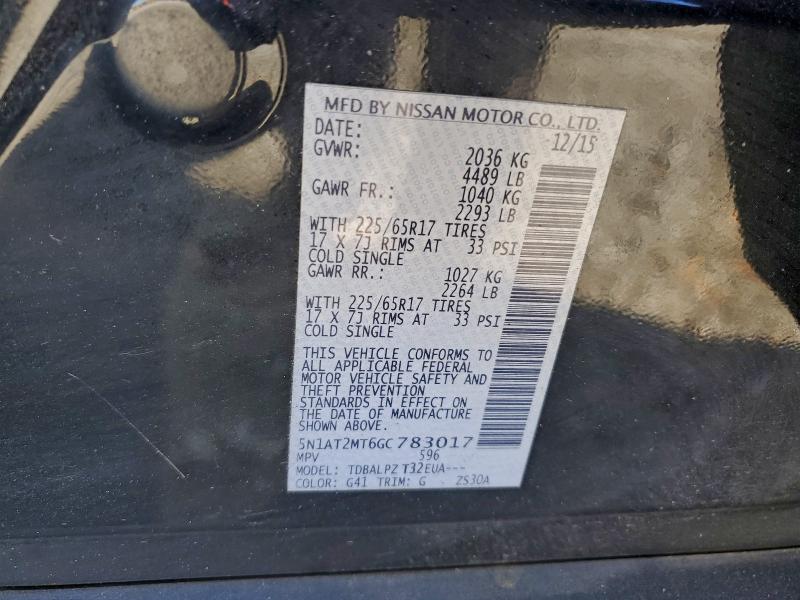 MFD BY NISSAN MOTOR CO., LTD.
DATE: 12/15
GVWR: 2036 KG
4489 LB
GAWR FR.: 1040 KG
2293 LB
WITH 225/65R17 TIRES
17 X 7J RIMS AT 33 PSI
COLD SINGLE
GAWR RR.: 1027 KG
2264 LB
WITH 225/65R17 TIRES
17 X 7J RIMS AT 33 PSI
COLD SINGLE
THIS VEHICLE CONFORMS TO
ALL APPLICABLE FEDERAL
MOTOR VEHICLE SAFETY AND
THEFT PREVENTION
STANDARDS IN EFFECT ON
THE DATE OF MANUFACTURE
SHOWN ABOVE.
5N1AT2MT6GC783017
MPV 596
MODEL: TDBALPZ T32EUA---
COLOR: G41 TRIM: G ZS30A